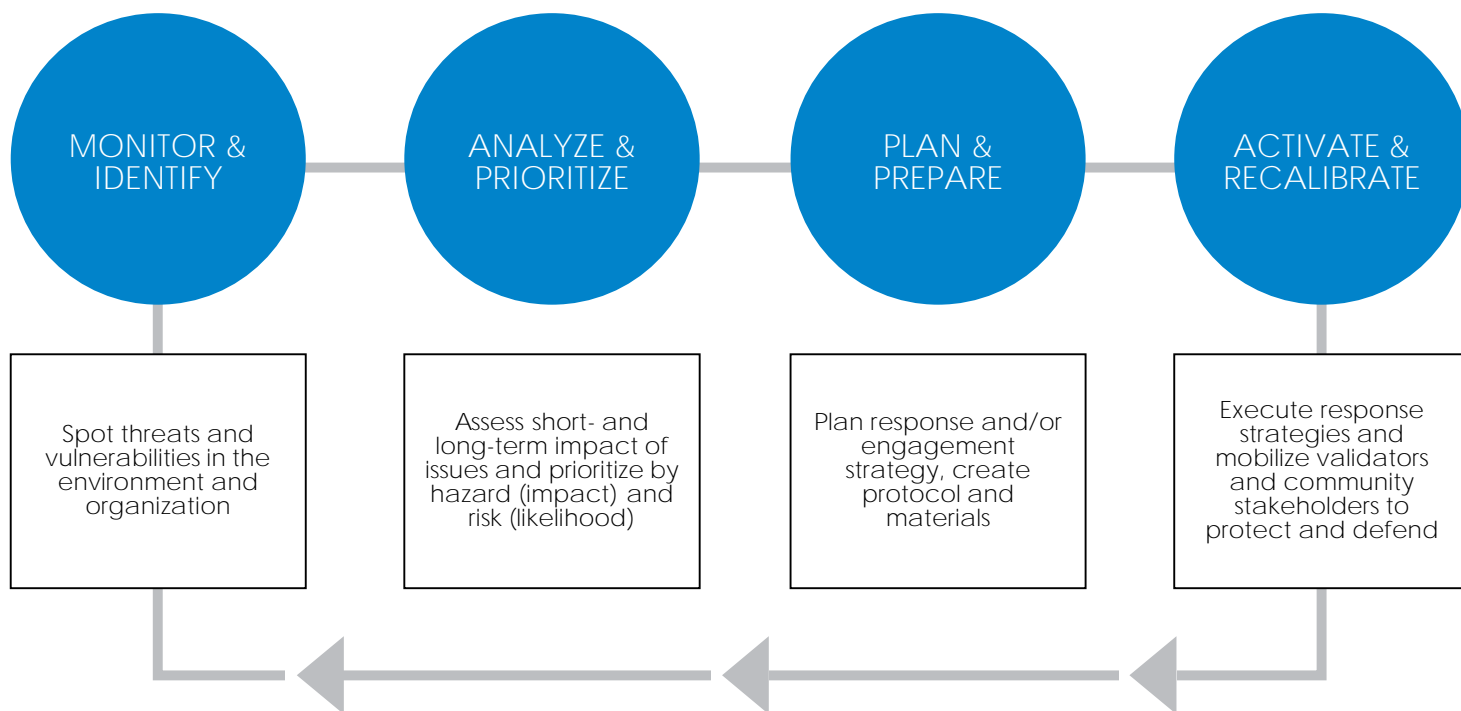 MONITOR &
IDENTIFY
ANALYZE &
PRIORITIZE
PLAN &
PREPARE
ACTIVATE &
RECALIBRATE
Spot threats and
vulnerabilities in the
environment and
organization
Assess short- and
long-term impact of
issues and prioritize by
hazard (impact) and
risk (likelihood)
Plan response and/or
engagement
strategy, create
protocol and
materials
Execute response
strategies and
mobilize validators
and community
stakeholders to
protect and defend